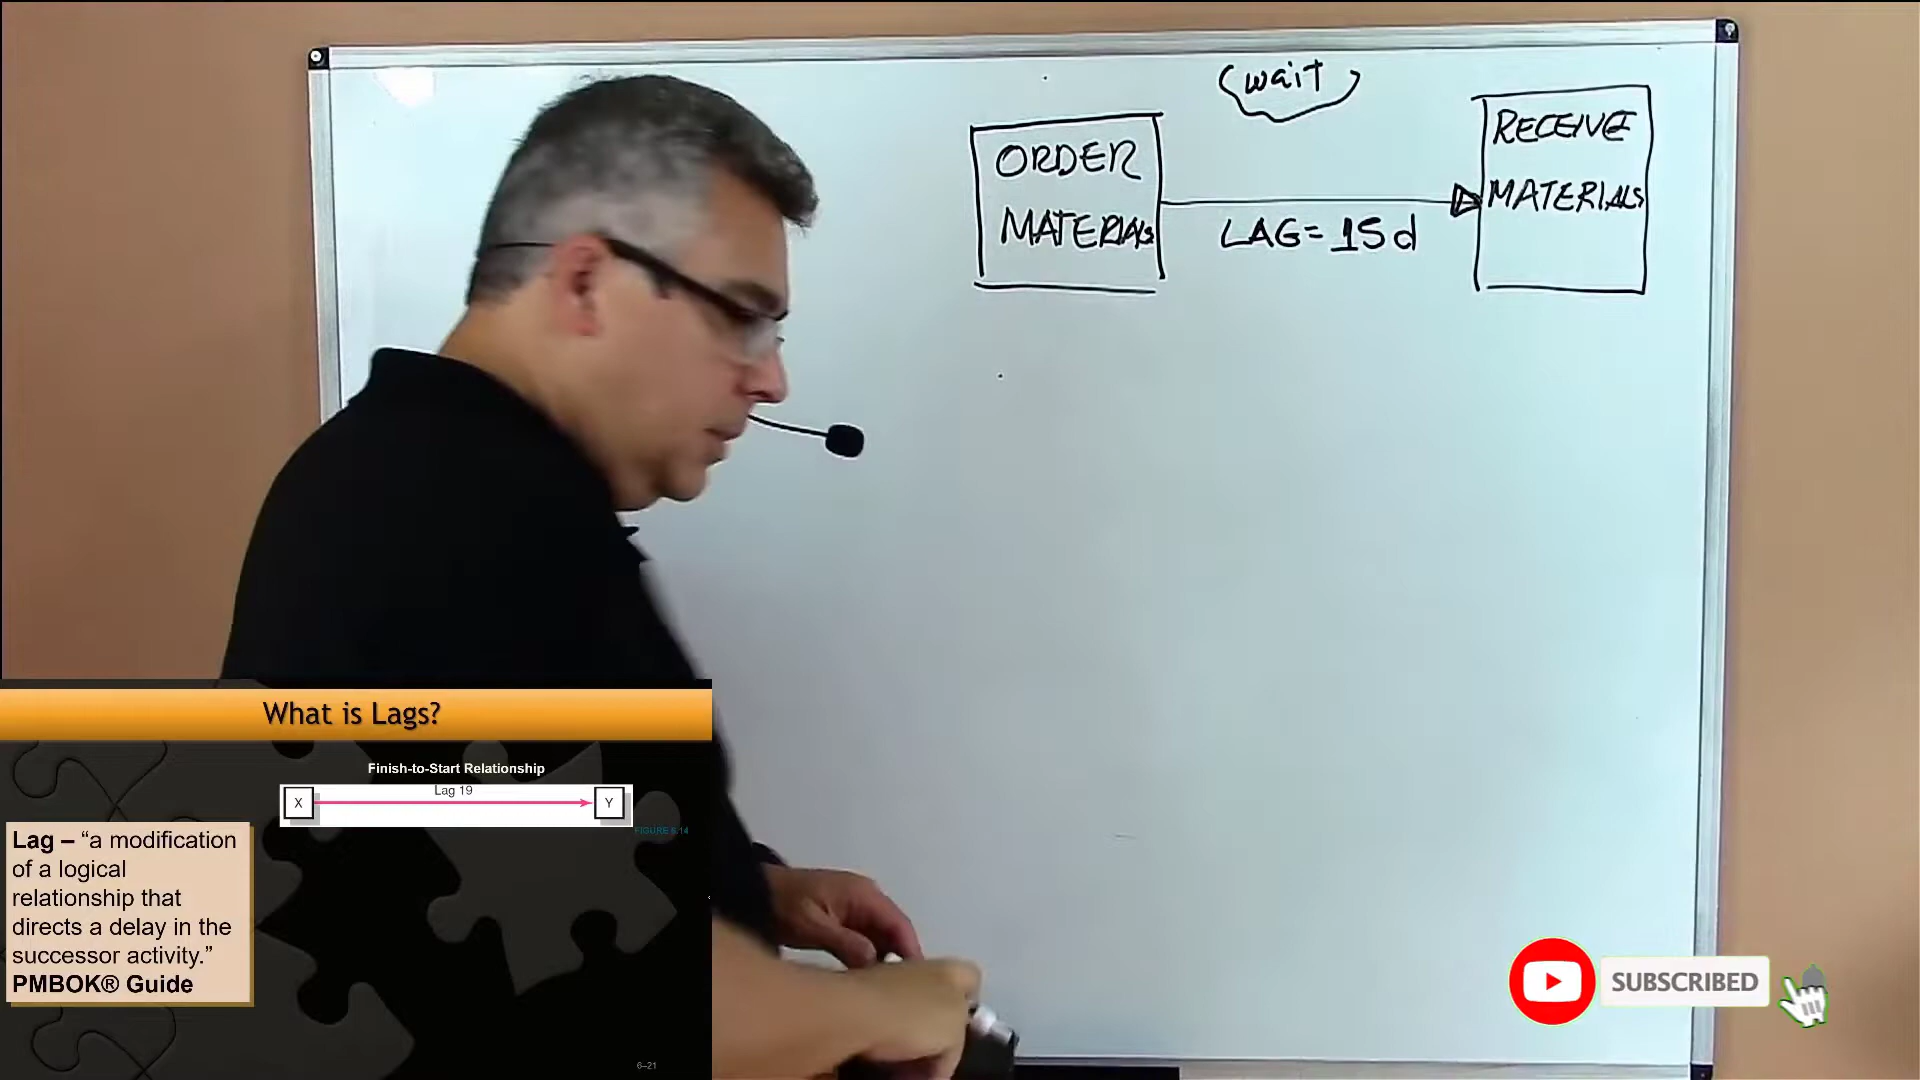 (wait)
ORDER
MATERIALS
LAG = 15d
RECEIVE
MATERIALS
What is Lags?
Finish-to-Start Relationship
Lag 19
X
Y
FIGURE 6.14
Lag – “a modification
of a logical
relationship that
directs a delay in the
successor activity.”
PMBOK® Guide
6–21
SUBSCRIBED